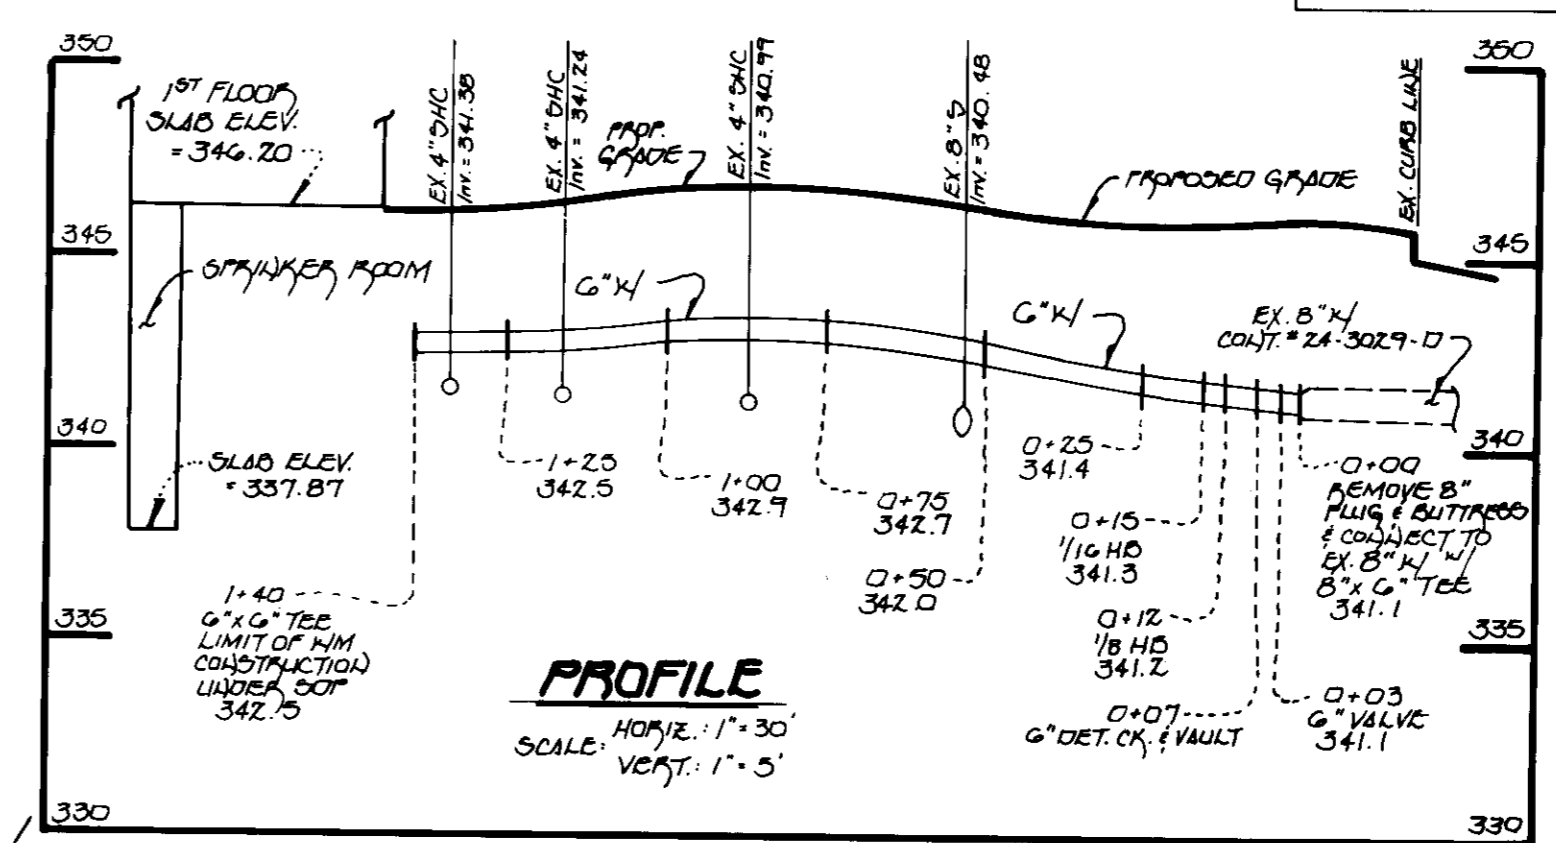 350
350
1ST FLOOR
SLAB ELEV.
= 346.20
EX. 4" SHC
Inv. = 341.38
EX. 4" SHC
Inv. = 341.24
PROP.
GRADE
EX. 4" SHC
Inv. = 340.99
EX. 8" S
Inv. = 340.48
PROPOSED GRADE
EX. CURB LINE
345
345
SPRINKER ROOM
6" W
6" W
EX. 8" W
CONT. # 24-3029-D
340
340
SLAB ELEV.
= 337.87
1+25
342.5
1+00
342.9
0+75
342.7
0+50
342.0
0+25
341.4
0+15
1/16 HB
341.3
0+12
1/8 HB
341.2
0+07
6" DET. CK. & VAULT
0+03
6" VALVE
341.1
0+00
REMOVE 8"
PLUG & BUTTRESS
& CONNECT TO
EX. 8" W W/
8" x 6" TEE
341.1
335
335
1+40
6" x 6" TEE
LIMIT OF W/M
CONSTRUCTION
UNDER SOP
342.5
PROFILE
SCALE: HORIZ.: 1" = 30'
VERT.: 1" = 5'
330
330